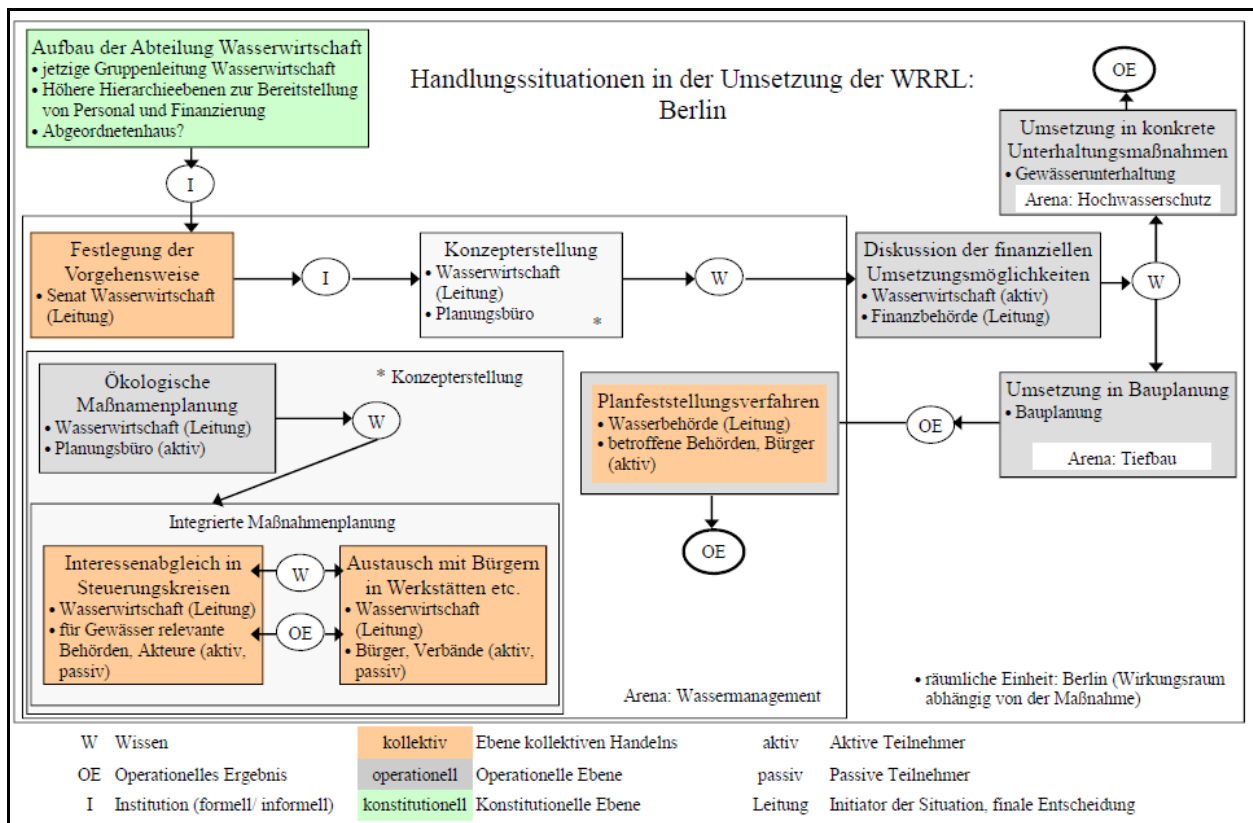 Aufbau der Abteilung Wasserwirtschaft
• jetzige Gruppenleitung Wasserwirtschaft
• Höhere Hierarchieebenen zur Bereitstellung
von Personal und Finanzierung
• Abgeordnetenhaus?
Handlungssituationen in der Umsetzung der WRRL:
Berlin
OE
Umsetzung in konkrete
Unterhaltungsmaßnahmen
• Gewässerunterhaltung
Arena: Hochwasserschutz
I
Festlegung der
Vorgehensweise
• Senat Wasserwirtschaft
(Leitung)
I
Konzepterstellung
• Wasserwirtschaft
(Leitung)
• Planungsbüro
*
W
Diskussion der finanziellen
Umsetzungsmöglichkeiten
• Wasserwirtschaft (aktiv)
• Finanzbehörde (Leitung)
W
* Konzepterstellung
Ökologische
Maßnamenplanung
• Wasserwirtschaft (Leitung)
• Planungsbüro (aktiv)
W
Planfeststellungsverfahren
• Wasserbehörde (Leitung)
• betroffene Behörden, Bürger
(aktiv)
OE
Umsetzung in Bauplanung
• Bauplanung
Arena: Tiefbau
OE
Integrierte Maßnahmenplanung
Interessenabgleich in
Steuerungskreisen
• Wasserwirtschaft (Leitung)
• für Gewässer relevante
Behörden, Akteure (aktiv,
passiv)
W
OE
Austausch mit Bürgern
in Werkstätten etc.
• Wasserwirtschaft
(Leitung)
• Bürger, Verbände (aktiv,
passiv)
Arena: Wassermanagement
• räumliche Einheit: Berlin (Wirkungsraum
abhängig von der Maßnahme)
W Wissen kollektiv Ebene kollektiven Handelns aktiv Aktive Teilnehmer
OE Operationelles Ergebnis operationell Operationelle Ebene passiv Passive Teilnehmer
I Institution (formell/ informell) konstitutionell Konstitutionelle Ebene Leitung Initiator der Situation, finale Entscheidung